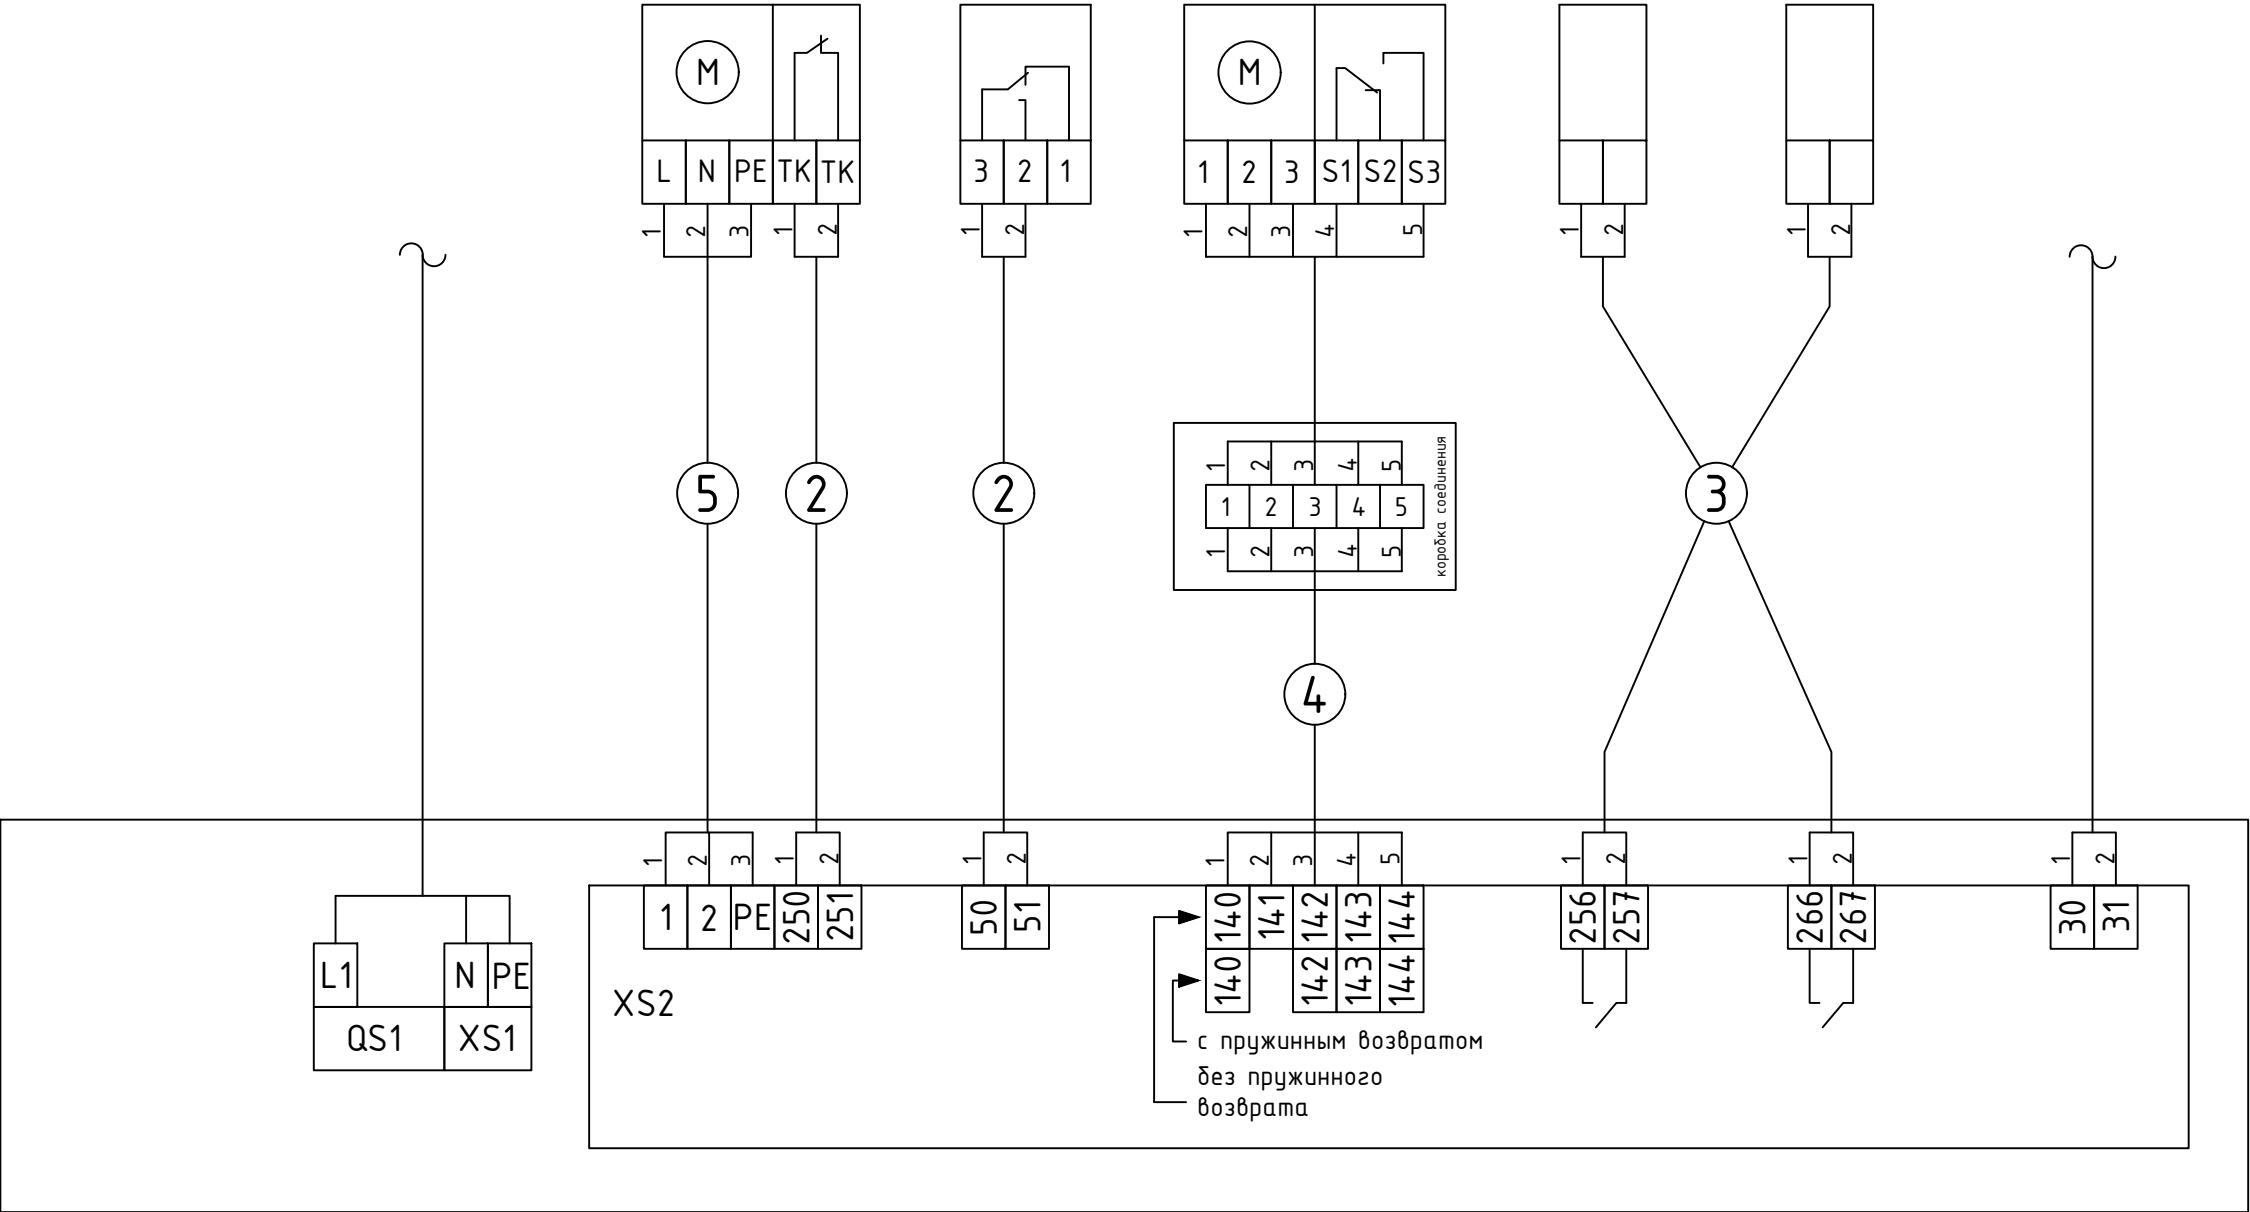 M
M
L N PE TK TK
3 2 1
1 2 3 S1 S2 S3
1 2 3 1 2
1 2
1 2 3 4 5
1 2
1 2
1 2 3 4 5
1 2 3 4 5
1 2 3 4 5
коробка соединения
5
2
2
3
4
1 2 3 1 2
1 2
1 2 3 4 5
1 2
1 2
1 2
1 2 PE 250 251
50 51
140 141 142 143 144
256 257
266 267
30 31
140 142 143 144
L1 N PE
QS1 XS1
XS2
с пружинным возвратом
без пружинного
возврата